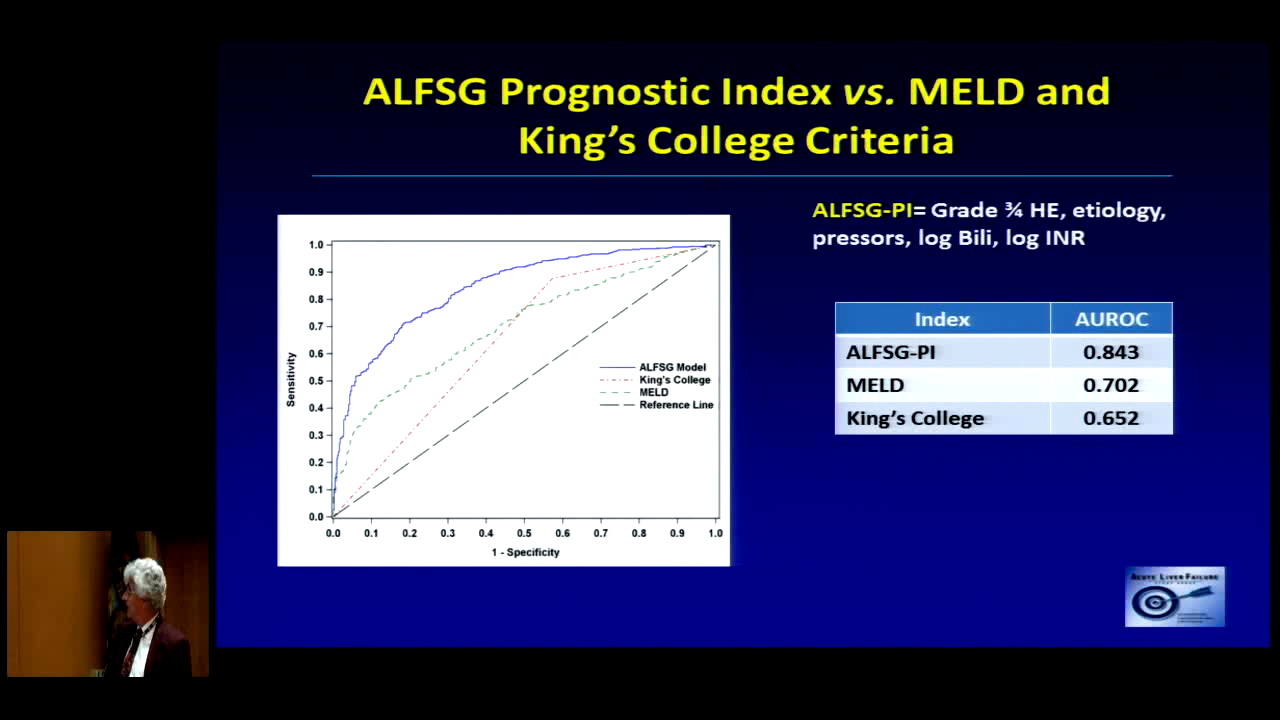 ALFSG Prognostic Index vs. MELD and
King's College Criteria
ALFSG-PI= Grade ¾ HE, etiology,
pressors, log Bili, log INR
1.0
0.9
0.8
0.7
0.6
0.5
0.4
0.3
0.2
0.1
0.0
Sensitivity
ALFSG Model
King's College
MELD
Reference Line
0.0 0.1 0.2 0.3 0.4 0.5 0.6 0.7 0.8 0.9 1.0
1 - Specificity
Index AUROC
ALFSG-PI 0.843
MELD 0.702
King's College 0.652
ACUTE LIVER FAILURE